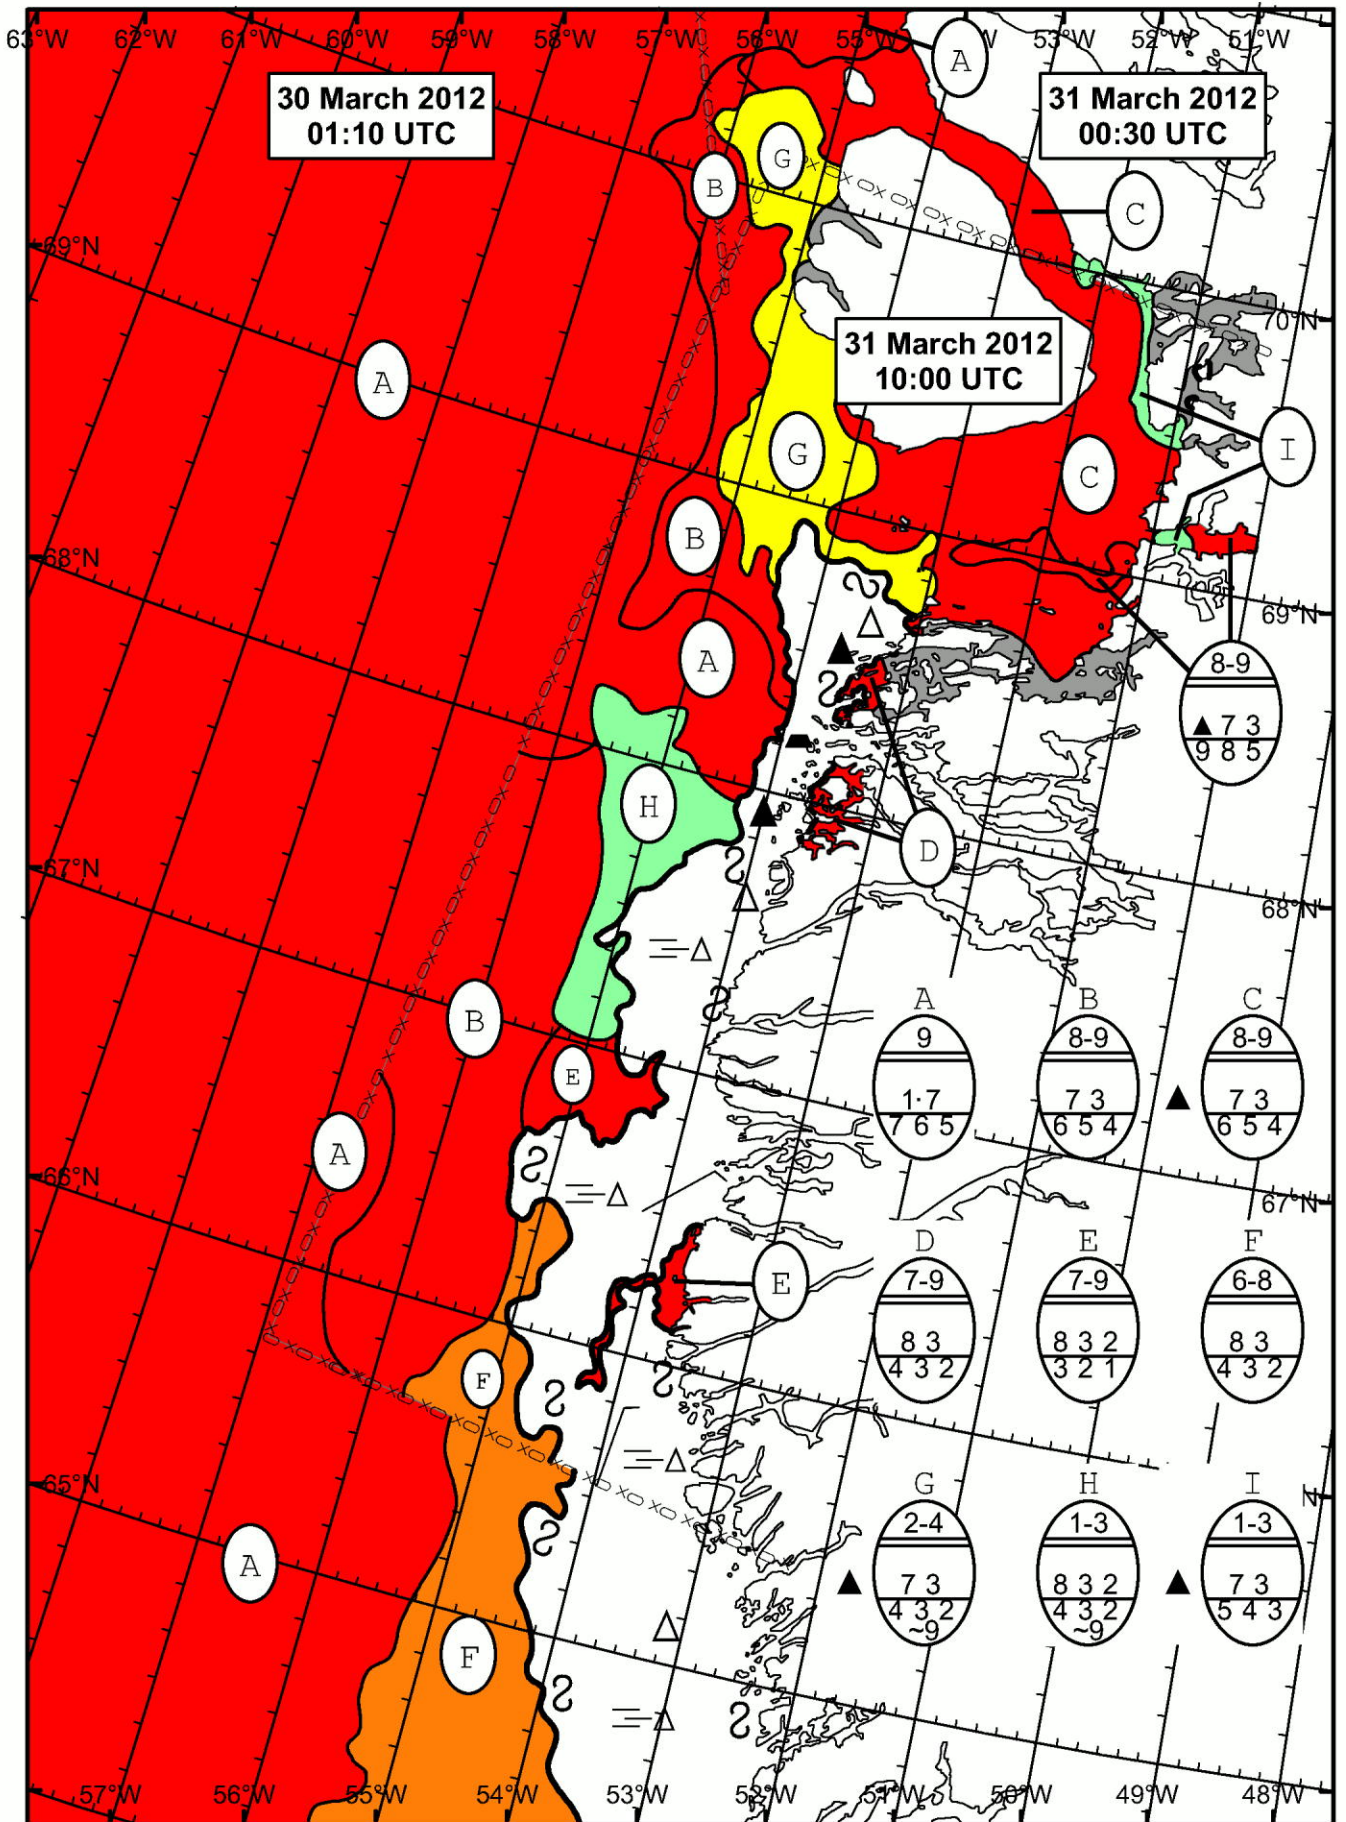 63°W 62°W 61°W 60°W 59°W 58°W 57°W 56°W 55°W °W 53°W 52°W 51°W
A
30 March 2012
01:10 UTC
31 March 2012
00:30 UTC
G
B
C
69°N
70°N
31 March 2012
10:00 UTC
A
G
I
C
B
68°N
69°N
A
8-9
▲ 7 3
9 8 5
H
D
67°N
68°N
B
E
A
66°N
67°N
A
9
1·7
7 6 5
B
8-9
7 3
6 5 4
C
8-9
▲ 7 3
6 5 4
E
D
7-9
8 3
4 3 2
E
7-9
8 3 2
3 2 1
F
6-8
8 3
4 3 2
F
65°N
N
A
F
G
2-4
▲ 7 3
4 3 2
~9
H
1-3
8 3 2
4 3 2
~9
I
1-3
▲ 7 3
5 4 3
57°W 56°W 55°W 54°W 53°W 52°W 51°W 50°W 49°W 48°W